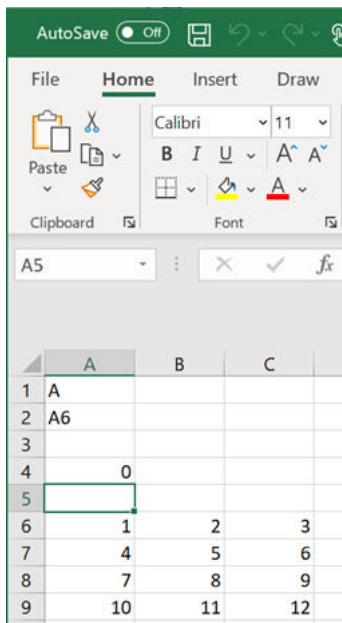 AutoSave Off
File Home Insert Draw
Calibri 11
B I U A A
Paste
A
Clipboard Font
A5 fx
A B C
1 A
2 A6
3
4 0
5
6 1 2 3
7 4 5 6
8 7 8 9
9 10 11 12